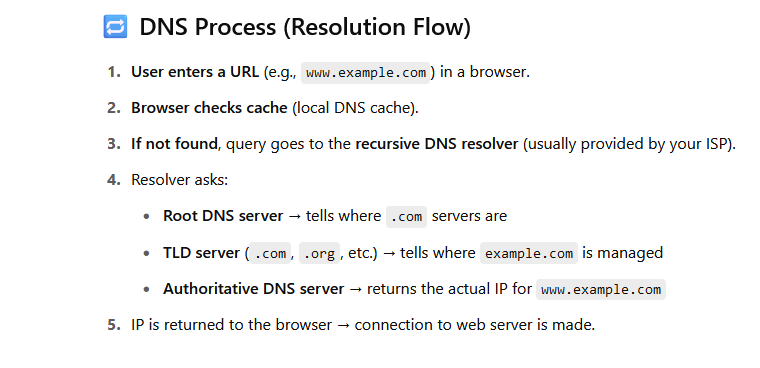 🔁 DNS Process (Resolution Flow)
1. User enters a URL (e.g., www.example.com) in a browser.
2. Browser checks cache (local DNS cache).
3. If not found, query goes to the recursive DNS resolver (usually provided by your ISP).
4. Resolver asks:
• Root DNS server → tells where .com servers are
• TLD server (.com, .org, etc.) → tells where example.com is managed
• Authoritative DNS server → returns the actual IP for www.example.com
5. IP is returned to the browser → connection to web server is made.